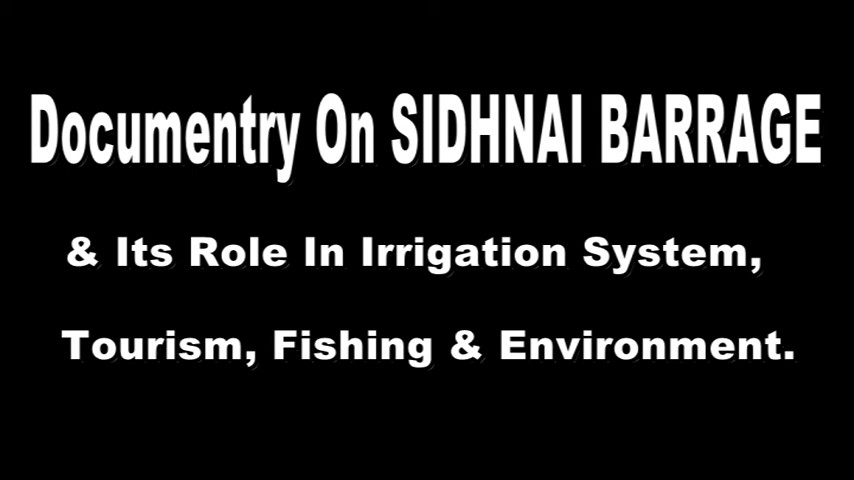 Documentry On SIDHNAI BARRAGE
& Its Role In Irrigation System,
Tourism, Fishing & Environment.